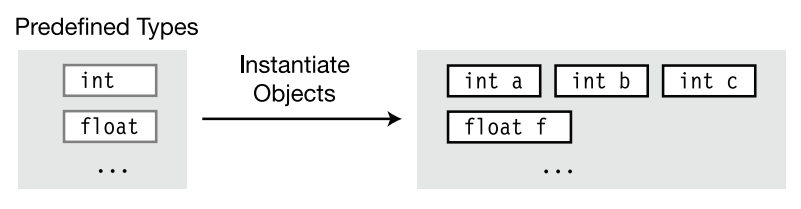 Predefined Types
int
float
...
Instantiate
Objects
int a int b int c
float f
...